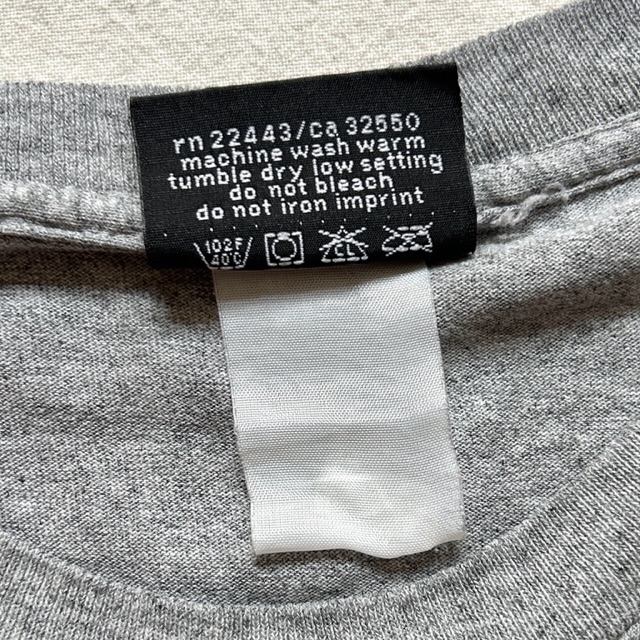 rn 22443/ca 32550
machine wash warm
tumble dry low setting
do not bleach
do not iron imprint
102F/
40C
CL